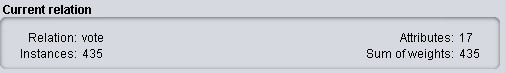 Current relation
Relation: vote Attributes: 17
Instances: 435 Sum of weights: 435